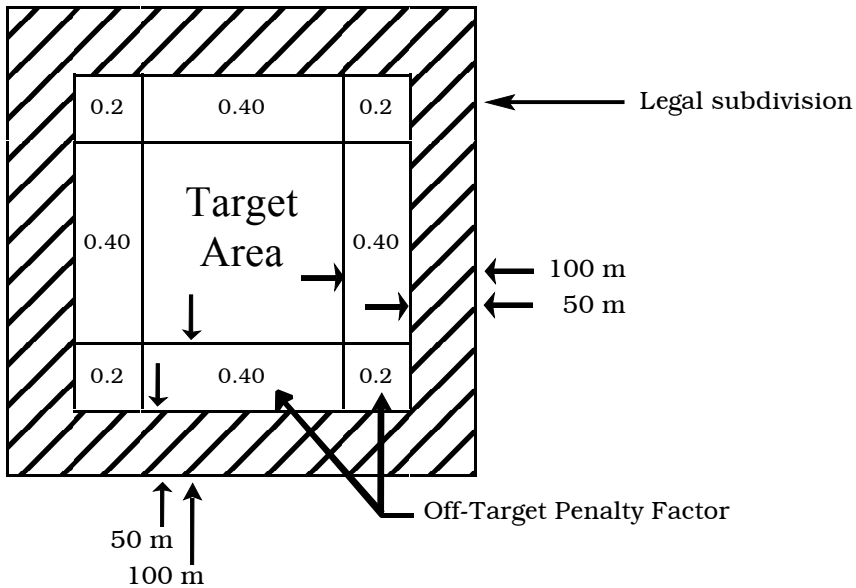 0.2
0.40
0.2
Legal subdivision
Target
Area
0.40
0.40
100 m
50 m
0.2
0.40
0.2
Off-Target Penalty Factor
50 m
100 m